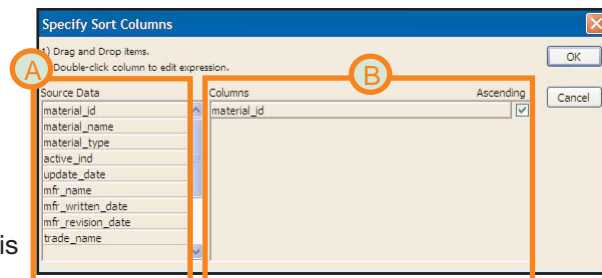 Specify Sort Columns
1) Drag and Drop items.
Double-click column to edit expression.
OK
Cancel
A
B
Source Data
Columns
Ascending
material_id
material_id
material_name
material_type
active_ind
update_date
mfr_name
mfr_written_date
mfr_revision_date
trade_name
is